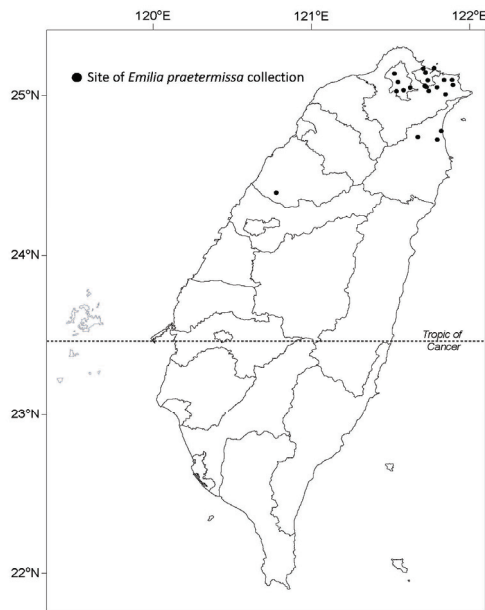 120°E 121°E 122°E
● Site of Emilia praetermissa collection
25°N
24°N
Tropic of
Cancer
23°N
22°N